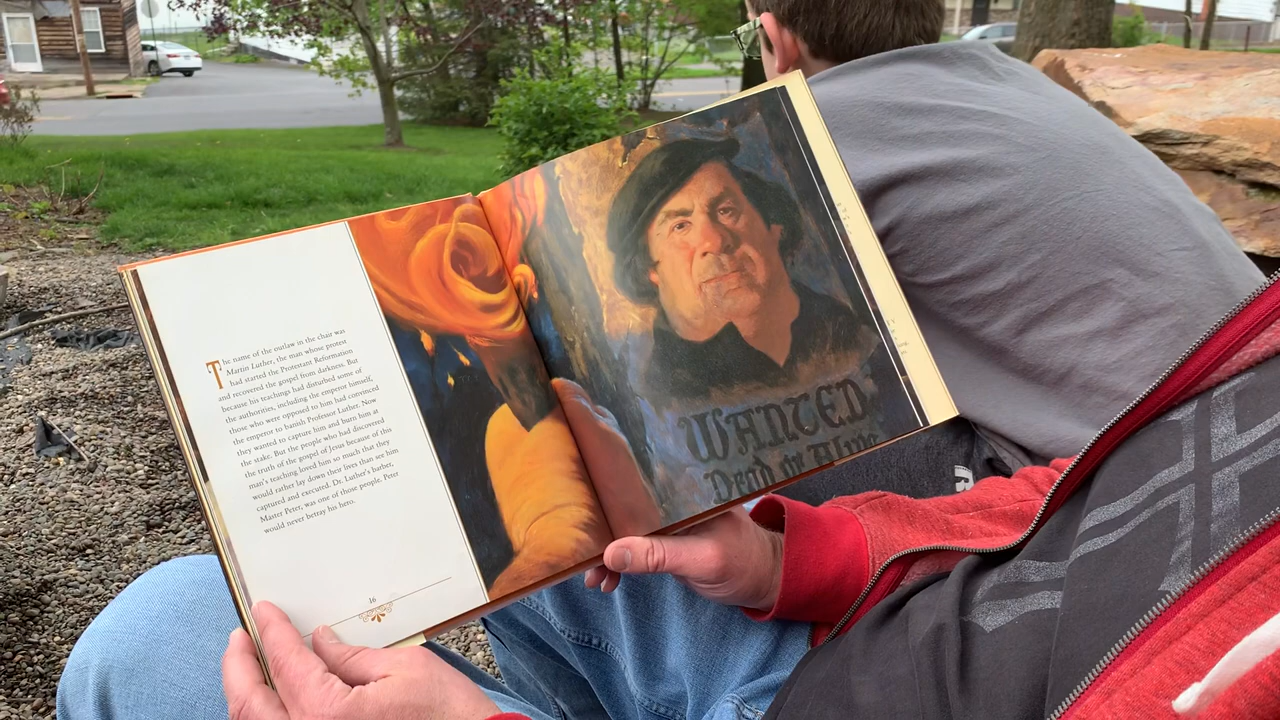 The name of the outlaw in the chair was
Martin Luther, the man whose protest
had started the Protestant Reformation
and recovered the gospel from darkness. But
because his teachings had disturbed some of
the authorities, including the emperor himself,
those who were opposed to him had convinced
the emperor to banish Professor Luther. Now
they wanted to capture him and burn him at
the stake. But the people who had discovered
the truth of the gospel of Jesus because of this
man's teaching loved him so much that they
would rather lay down their lives than see him
captured and executed. Dr. Luther's barber,
Master Peter, was one of those people. Peter
would never betray his hero.
16
WANTED
Dead or Alive